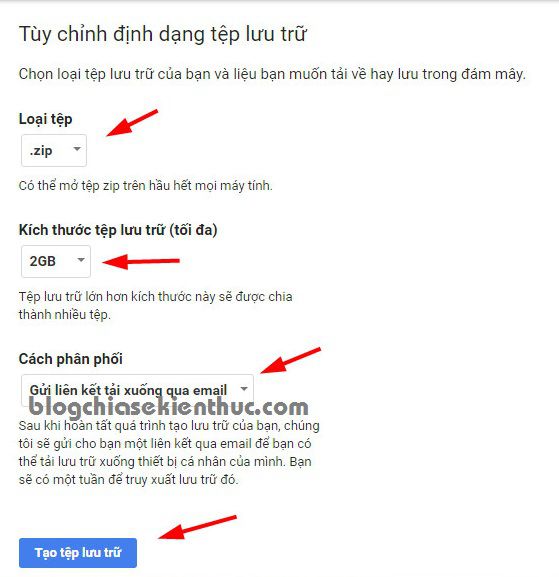 Tùy chỉnh định dạng tệp lưu trữ
Chọn loại tệp lưu trữ của bạn và liệu bạn muốn tải về hay lưu trong đám mây.
Loại tệp
.zip
Có thể mở tệp zip trên hầu hết mọi máy tính.
Kích thước tệp lưu trữ (tối đa)
2GB
Tệp lưu trữ lớn hơn kích thước này sẽ được chia
thành nhiều tệp.
Cách phân phối
Gửi liên kết tải xuống qua email
blogchiasekienthuc.com
Sau khi hoàn tất quá trình tạo lưu trữ của bạn, chúng
tôi sẽ gửi cho bạn một liên kết qua email để bạn có
thể tải lưu trữ xuống thiết bị cá nhân của mình. Bạn
sẽ có một tuần để truy xuất lưu trữ đó.
Tạo tệp lưu trữ